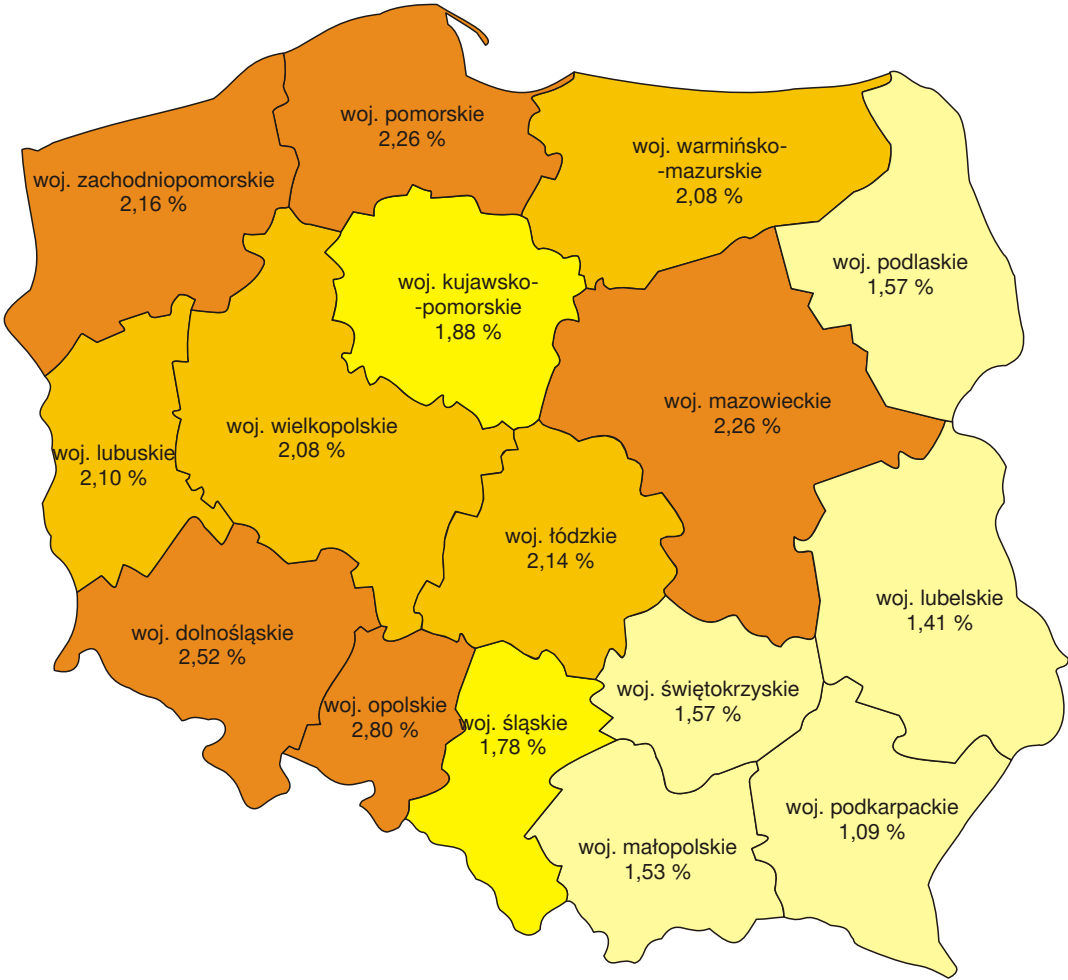 woj. pomorskie
2,26 %
woj. warmińsko-
-mazurskie
2,08 %
woj. zachodniopomorskie
2,16 %
woj. podlaskie
1,57 %
woj. kujawsko-
-pomorskie
1,88 %
woj. mazowieckie
2,26 %
woj. wielkopolskie
2,08 %
woj. lubuskie
2,10 %
woj. łódzkie
2,14 %
woj. lubelskie
1,41 %
woj. dolnośląskie
2,52 %
woj. świętokrzyskie
1,57 %
woj. opolskie
2,80 %
woj. śląskie
1,78 %
woj. podkarpackie
1,09 %
woj. małopolskie
1,53 %